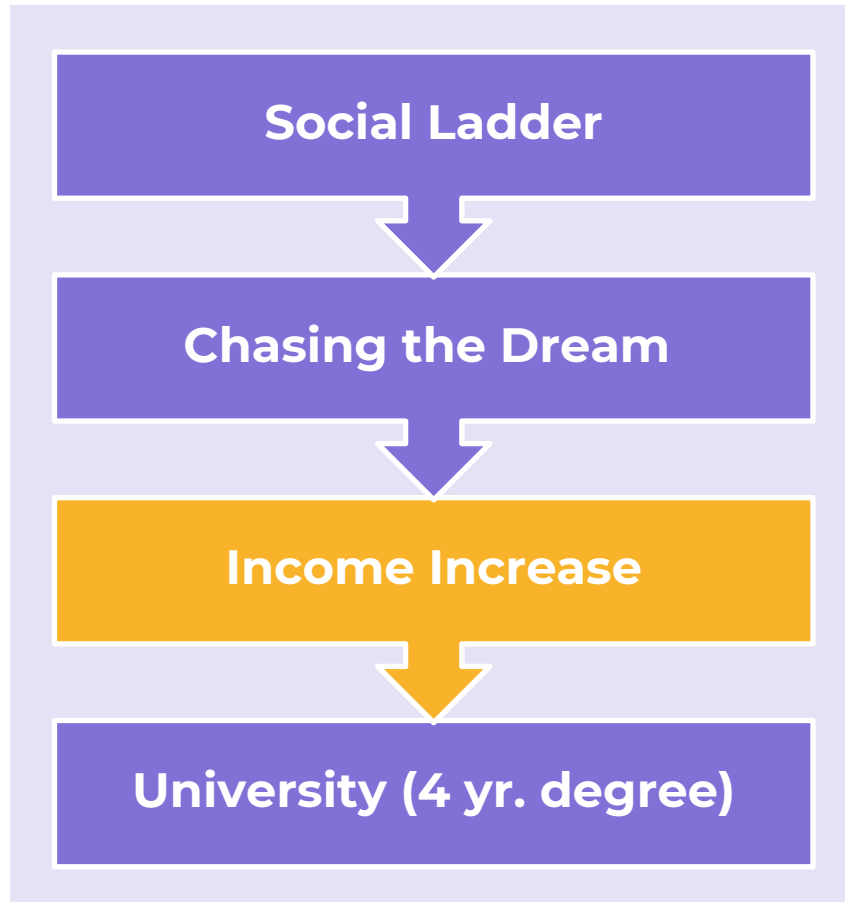 Social Ladder
Chasing the Dream
Income Increase
University (4 yr. degree)